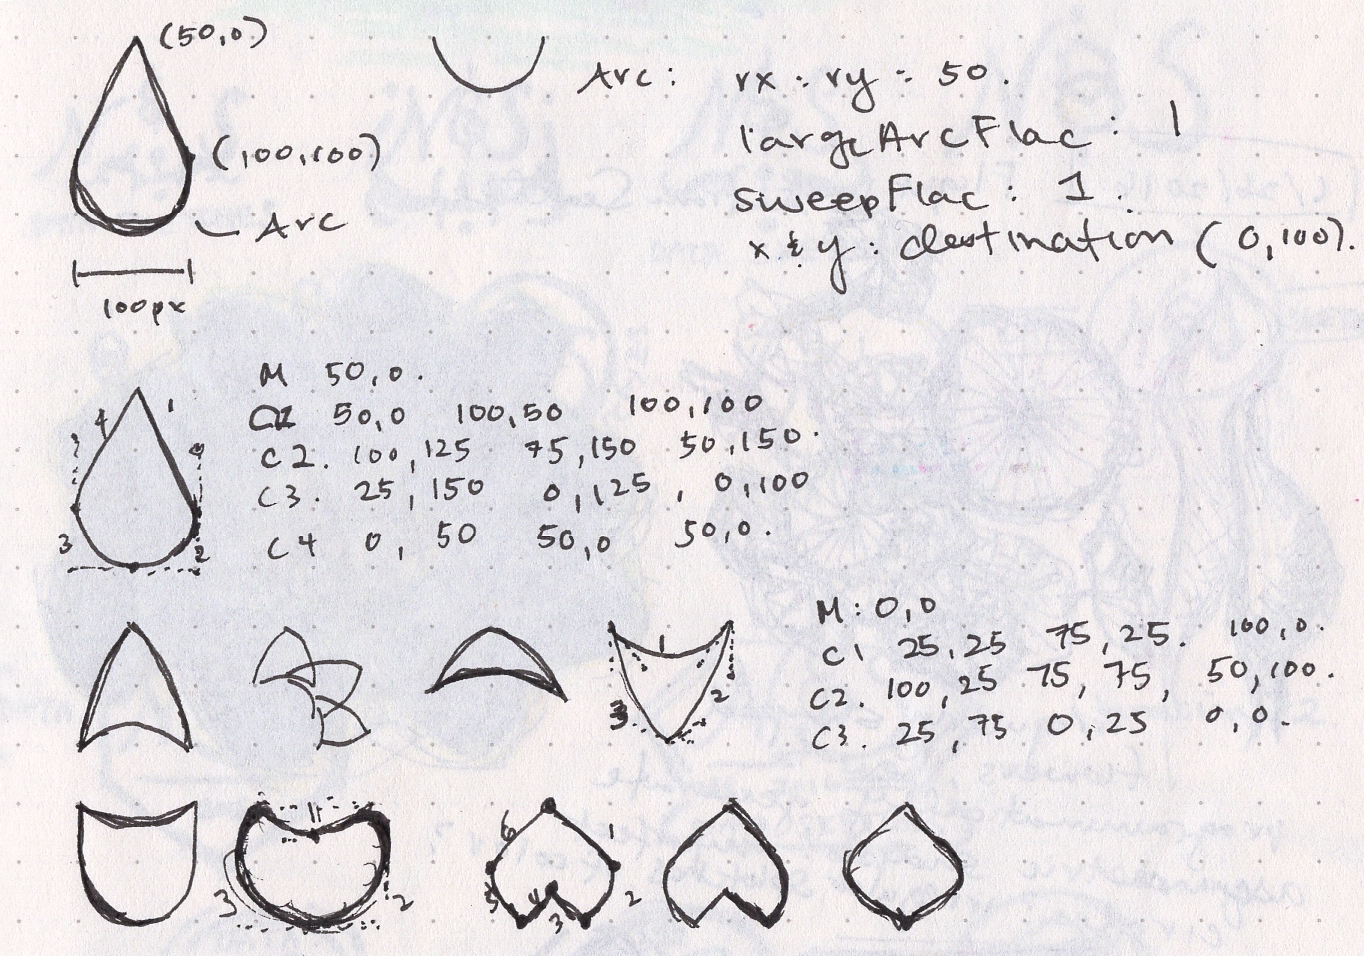 (50,0)
Arc: rx : ry = 50.
largeArcFlac: 1
(100,100)
sweepFlac: 1.
Arc
x & y: destination (0,100).
100px
M 50,0.
C1 50,0 100,50 100,100
C2. 100,125 75,150 50,150.
C3. 25,150 0,125, 0,100
C4 0, 50 50,0 50,0.
4 1
3 2
M: 0,0
C1 25,25 75,25. 100,0.
C2. 100,25 75, 75, 50,100.
C3. 25,75 0,25 0,0.
1
3 2
1
3 2
6 1
5 4 3 2